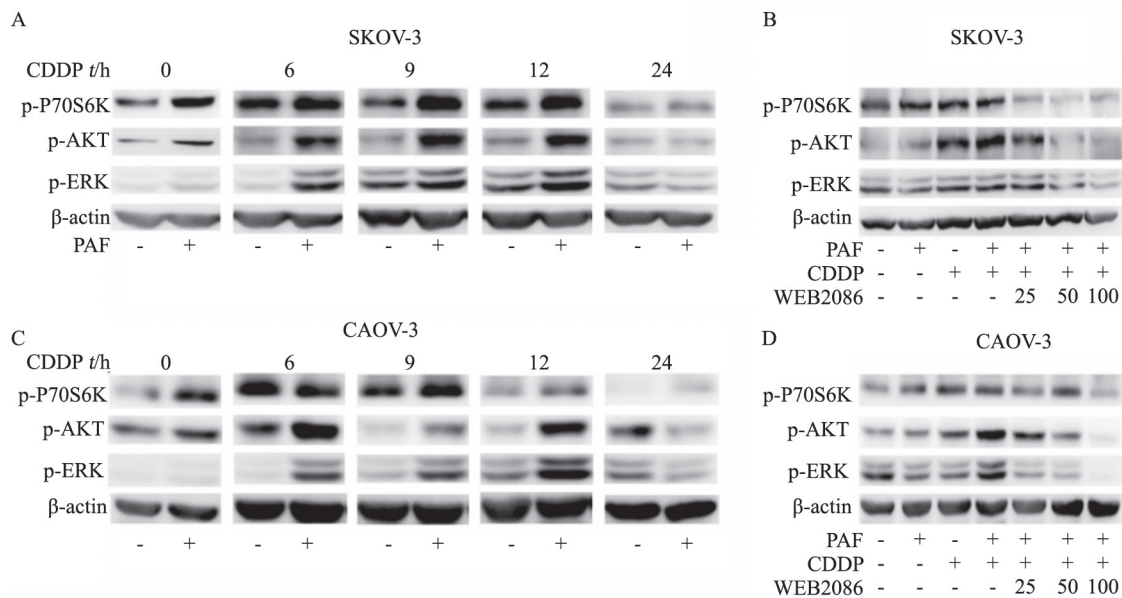 A
SKOV-3
CDDP t/h 0 6 9 12 24
p-P70S6K
p-AKT
p-ERK
β-actin
PAF - + - + - + - + - +
B
SKOV-3
p-P70S6K
p-AKT
p-ERK
β-actin
PAF - + - + + + +
CDDP - - + + + + +
WEB2086 - - - - 25 50 100
C
CAOV-3
CDDP t/h 0 6 9 12 24
p-P70S6K
p-AKT
p-ERK
β-actin
- + - + - + - + - +
D
CAOV-3
p-P70S6K
p-AKT
p-ERK
β-actin
PAF - + - + + + +
CDDP - - + + + + +
WEB2086 - - - - 25 50 100